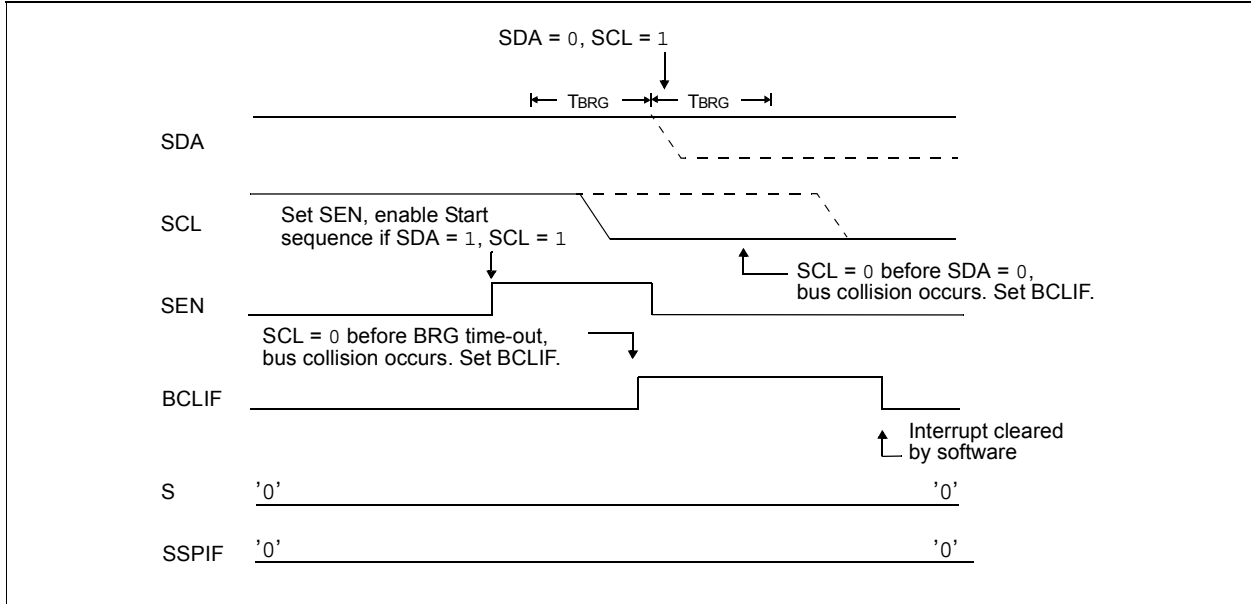 SDA = 0, SCL = 1
TBRG TBRG
SDA
SCL
Set SEN, enable Start
sequence if SDA = 1, SCL = 1
SCL = 0 before SDA = 0,
bus collision occurs. Set BCLIF.
SEN
SCL = 0 before BRG time-out,
bus collision occurs. Set BCLIF.
BCLIF
Interrupt cleared
by software
S '0' '0'
SSPIF '0' '0'